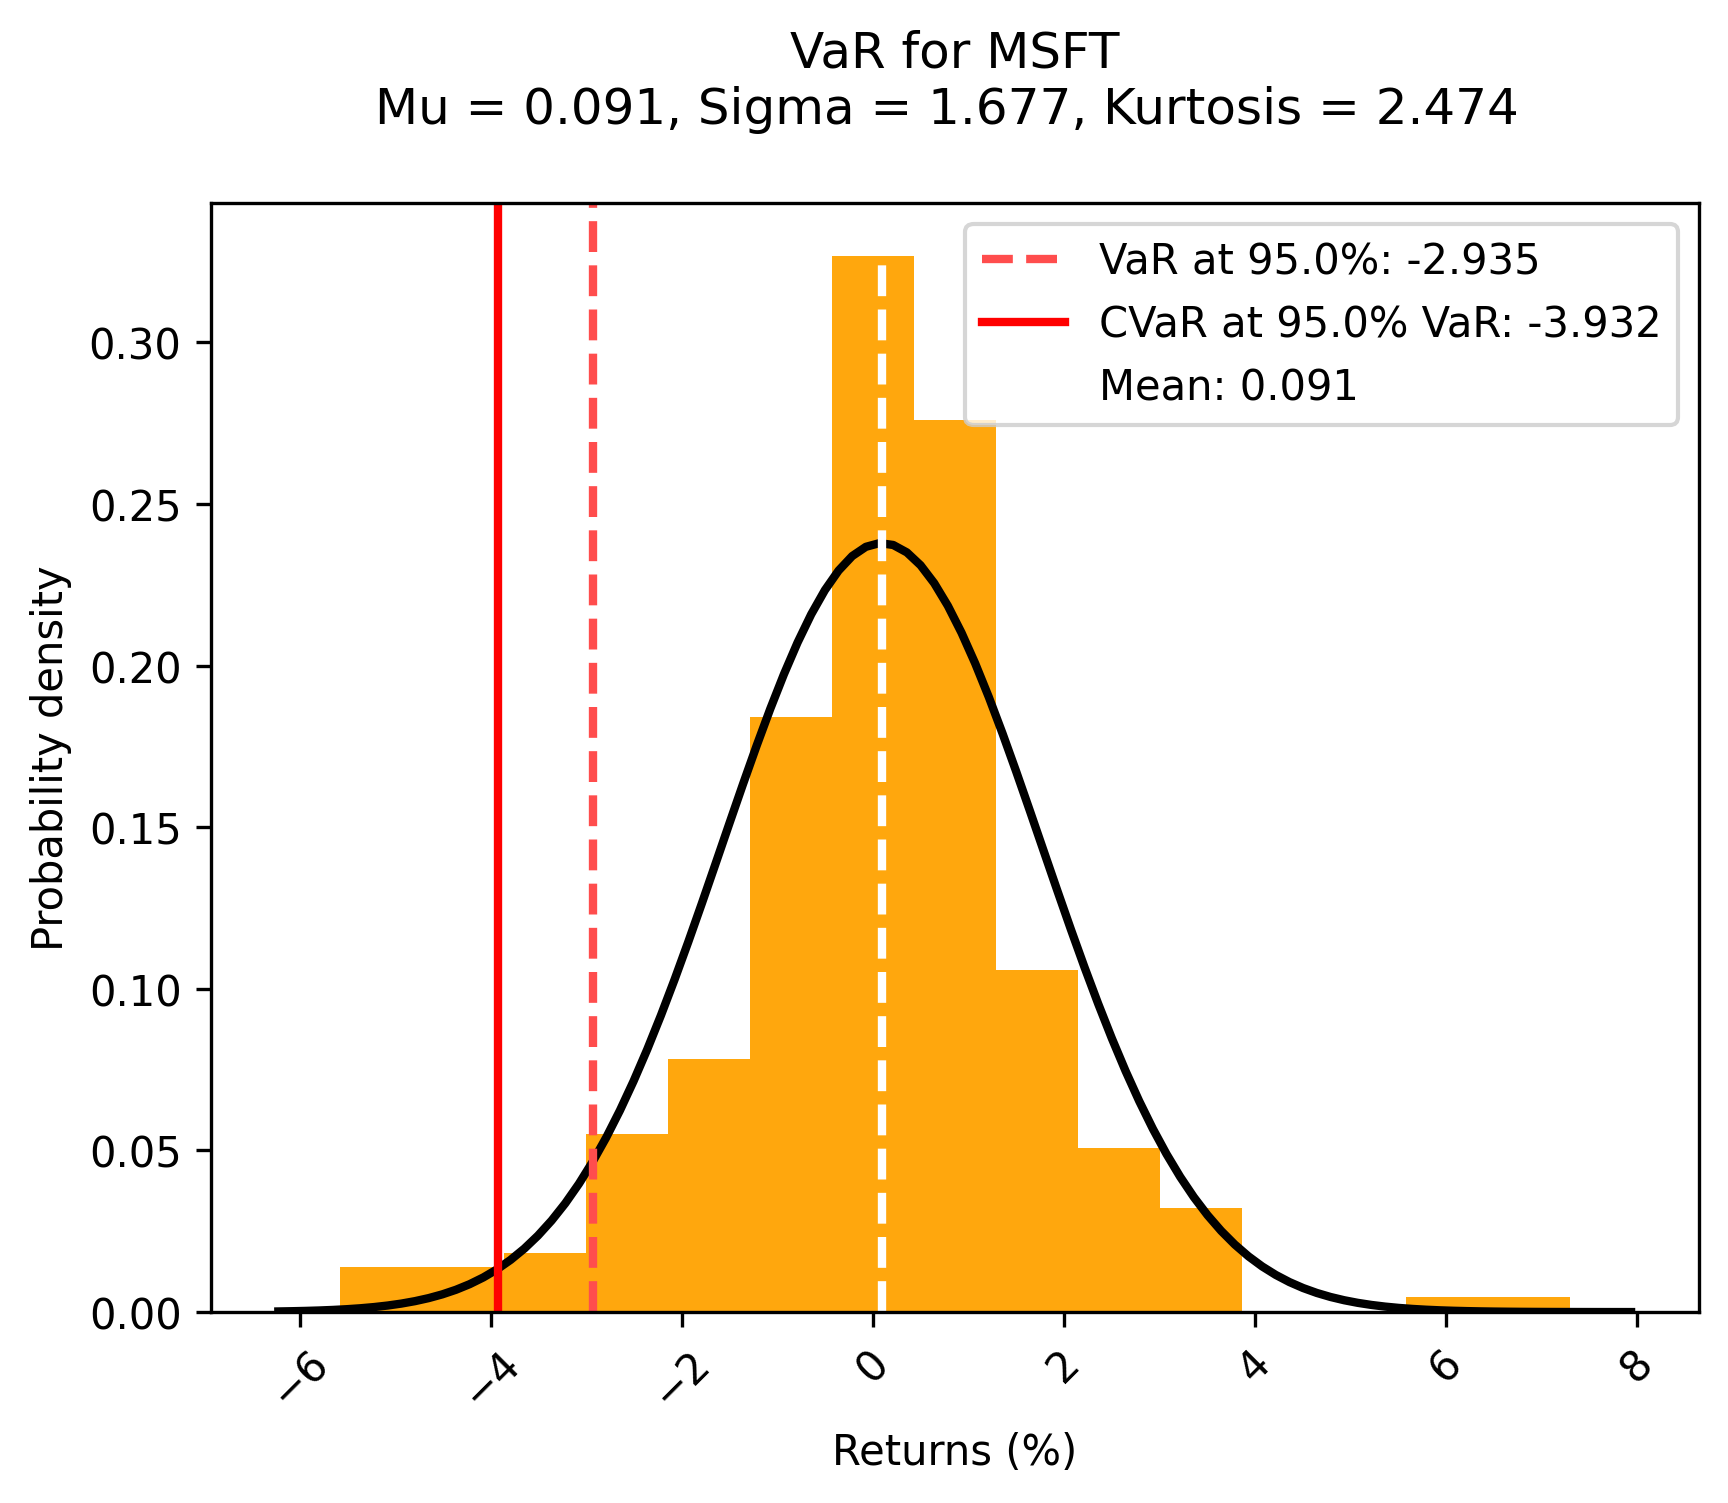 VaR for MSFT
Mu = 0.091, Sigma = 1.677, Kurtosis = 2.474
VaR at 95.0%: -2.935
CVaR at 95.0% VaR: -3.932
Mean: 0.091
Probability density
0.30
0.25
0.20
0.15
0.10
0.05
0.00
−6
−4
−2
0
2
4
6
8
Returns (%)